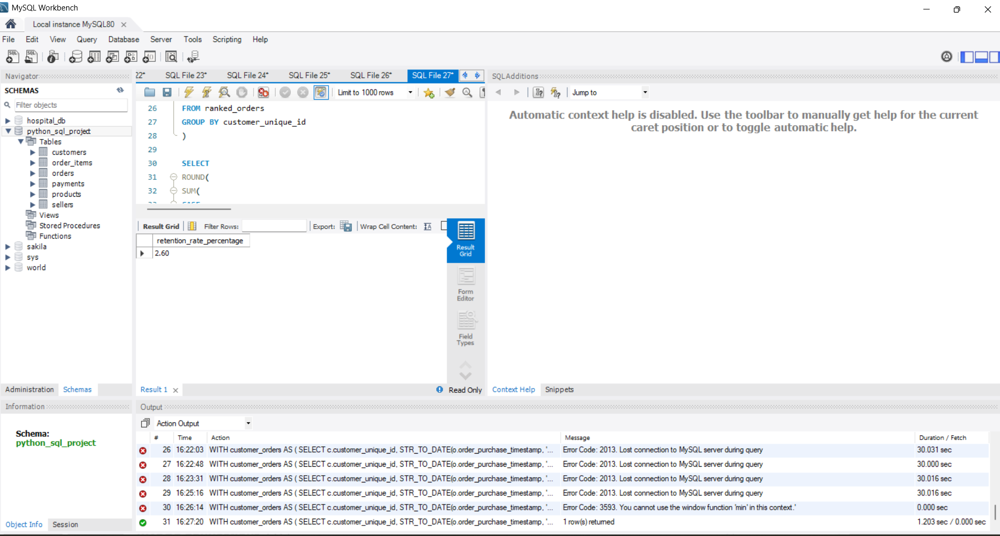 MySQL Workbench
Local instance MySQL80
File Edit View Query Database Server Tools Scripting Help
Navigator
SCHEMAS
Filter objects
hospital_db
python_sql_project
Tables
customers
order_items
orders
payments
products
sellers
Views
Stored Procedures
Functions
sakila
sys
world
Administration Schemas
Information
Schema:
python_sql_project
Object Info Session
22* SQL File 23* SQL File 24* SQL File 25* SQL File 26* SQL File 27*
Limit to 1000 rows
26 FROM ranked_orders
27 GROUP BY customer_unique_id
28 )
29
30 SELECT
31 ROUND(
32 SUM(
33 CASE
Result Grid Filter Rows: Export: Wrap Cell Content:
retention_rate_percentage
2.60
Result Grid
Form Editor
Field Types
Result 1 Read Only
SQLAdditions
Jump to
Automatic context help is disabled. Use the toolbar to manually get help for the current
caret position or to toggle automatic help.
Context Help Snippets
Output
Action Output
# Time Action Message Duration / Fetch
26 16:22:03 WITH customer_orders AS ( SELECT c.customer_unique_id, STR_TO_DATE(o.order_purchase_timestamp, '... Error Code: 2013. Lost connection to MySQL server during query 30.031 sec
27 16:22:48 WITH customer_orders AS ( SELECT c.customer_unique_id, STR_TO_DATE(o.order_purchase_timestamp, '... Error Code: 2013. Lost connection to MySQL server during query 30.000 sec
28 16:23:31 WITH customer_orders AS ( SELECT c.customer_unique_id, STR_TO_DATE(o.order_purchase_timestamp, '... Error Code: 2013. Lost connection to MySQL server during query 30.016 sec
29 16:25:16 WITH customer_orders AS ( SELECT c.customer_unique_id, STR_TO_DATE(o.order_purchase_timestamp, '... Error Code: 2013. Lost connection to MySQL server during query 30.016 sec
30 16:26:14 WITH customer_orders AS ( SELECT c.customer_unique_id, STR_TO_DATE(o.order_purchase_timestamp, '... Error Code: 3593. You cannot use the window function 'min' in this context.' 0.000 sec
31 16:27:20 WITH customer_orders AS ( SELECT c.customer_unique_id, STR_TO_DATE(o.order_purchase_timestamp, '... 1 row(s) returned 1.203 sec / 0.000 sec